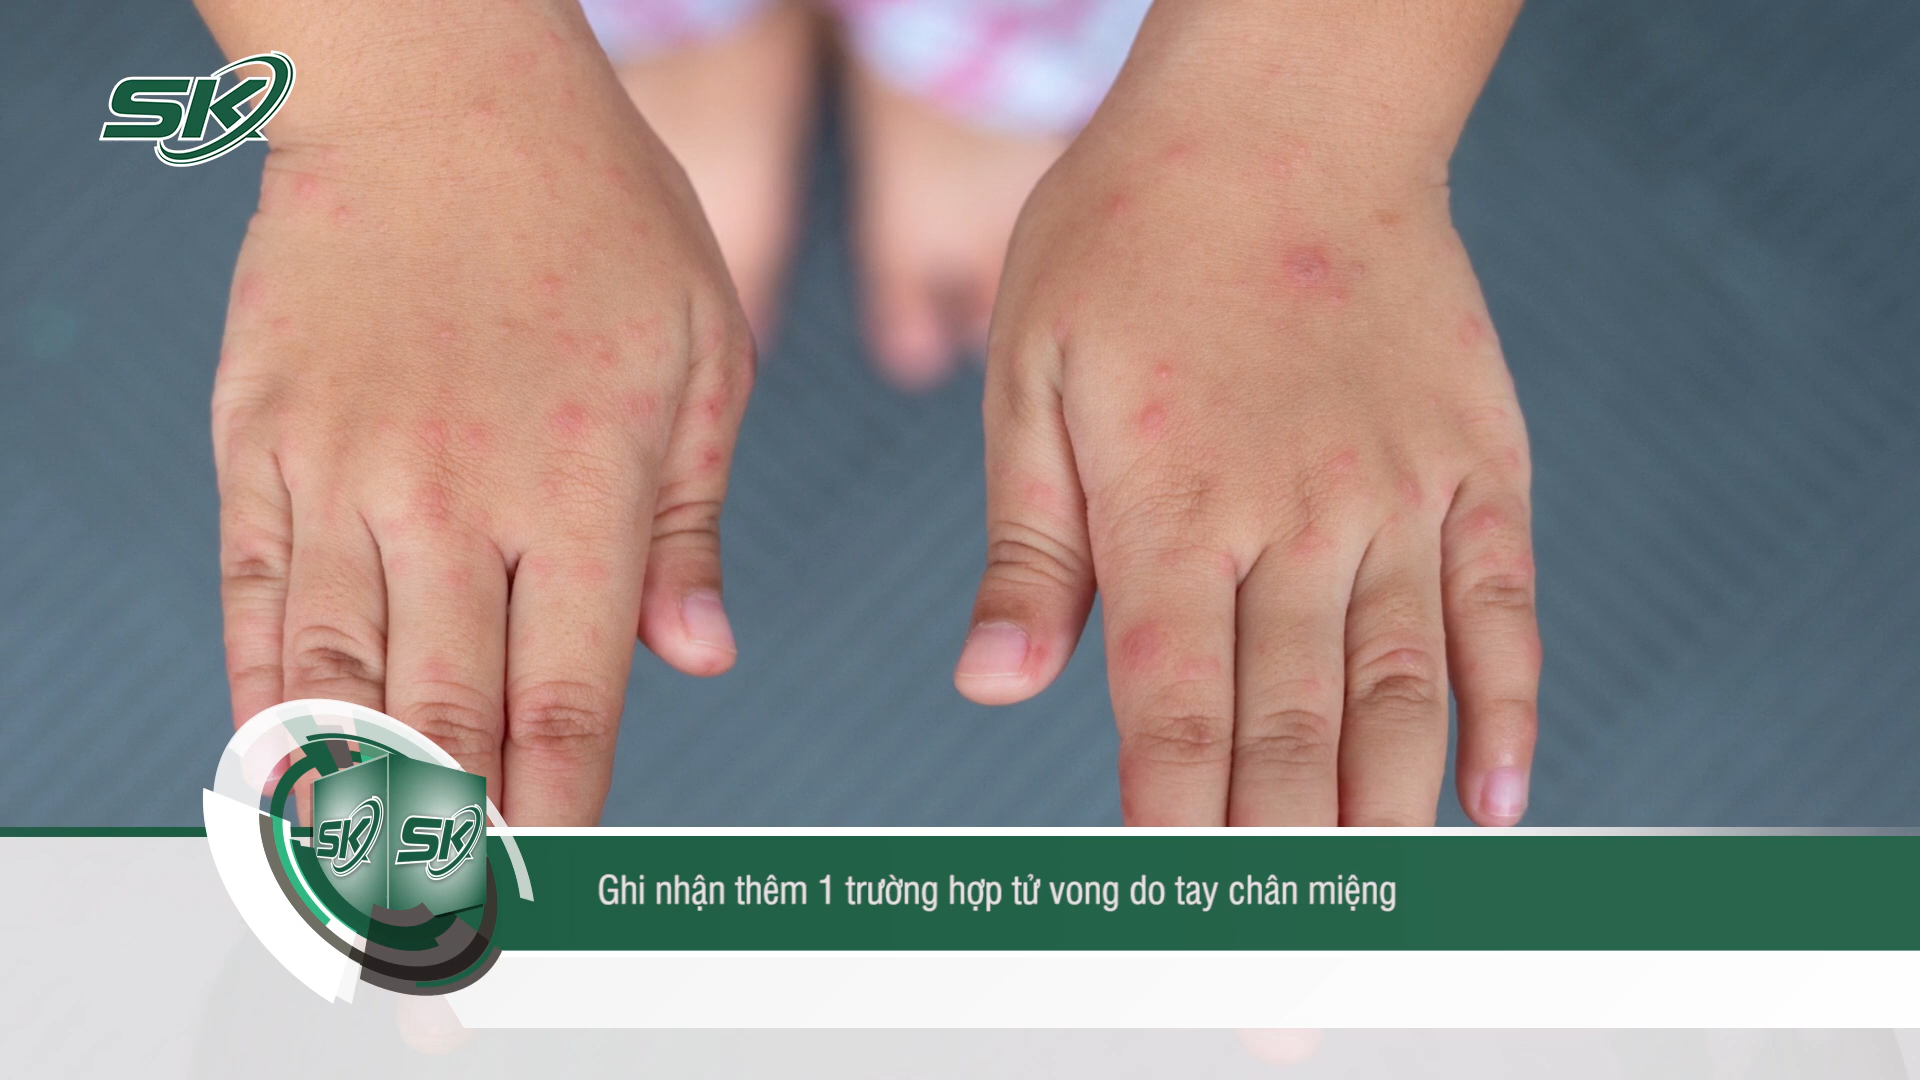 SK
SK SK
Ghi nhận thêm 1 trường hợp tử vong do tay chân miệng